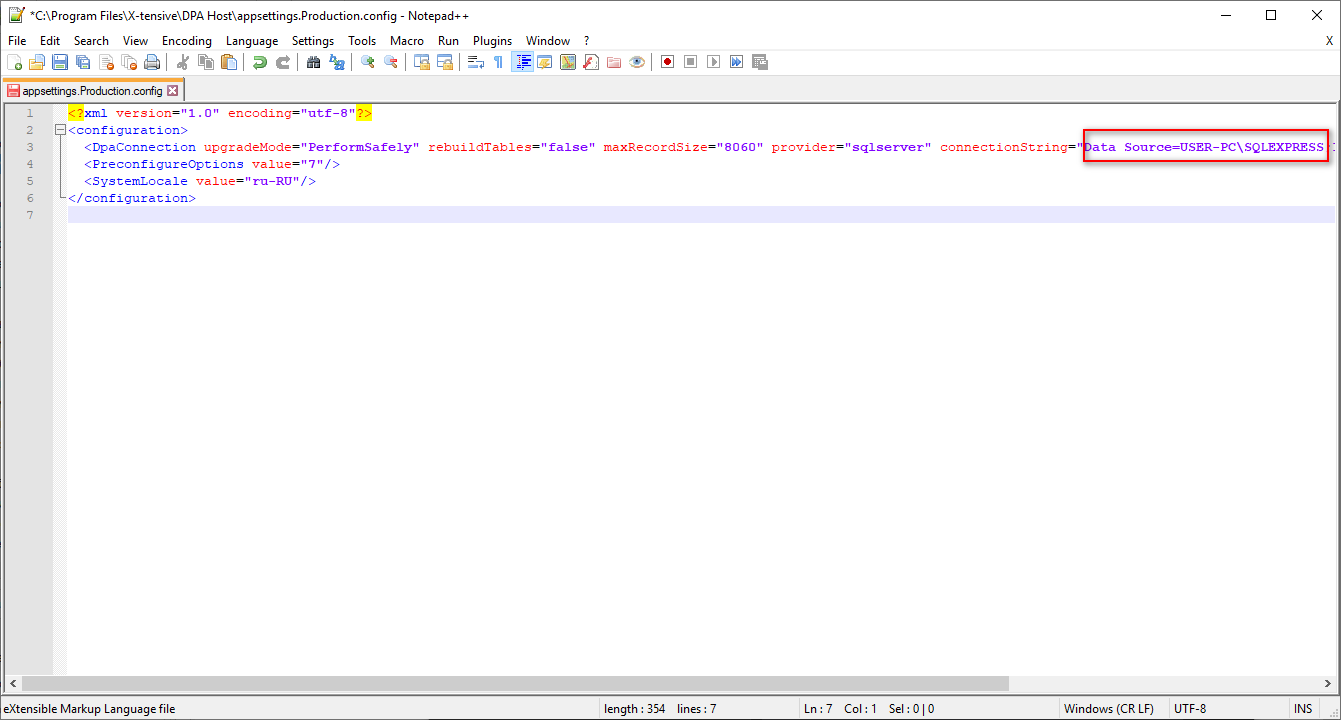 *C:\Program Files\X-tensive\DPA Host\appsettings.Production.config - Notepad++
File Edit Search View Encoding Language Settings Tools Macro Run Plugins Window ? X
appsettings.Production.config
1 <?xml version="1.0" encoding="utf-8"?>
2 <configuration>
3 <DpaConnection upgradeMode="PerformSafely" rebuildTables="false" maxRecordSize="8060" provider="sqlserver" connectionString="Data Source=USER-PC\SQLEXPRESS
4 <PreconfigureOptions value="7"/>
5 <SystemLocale value="ru-RU"/>
6 </configuration>
7
eXtensible Markup Language file length : 354 lines : 7 Ln : 7 Col : 1 Sel : 0 | 0 Windows (CR LF) UTF-8 INS